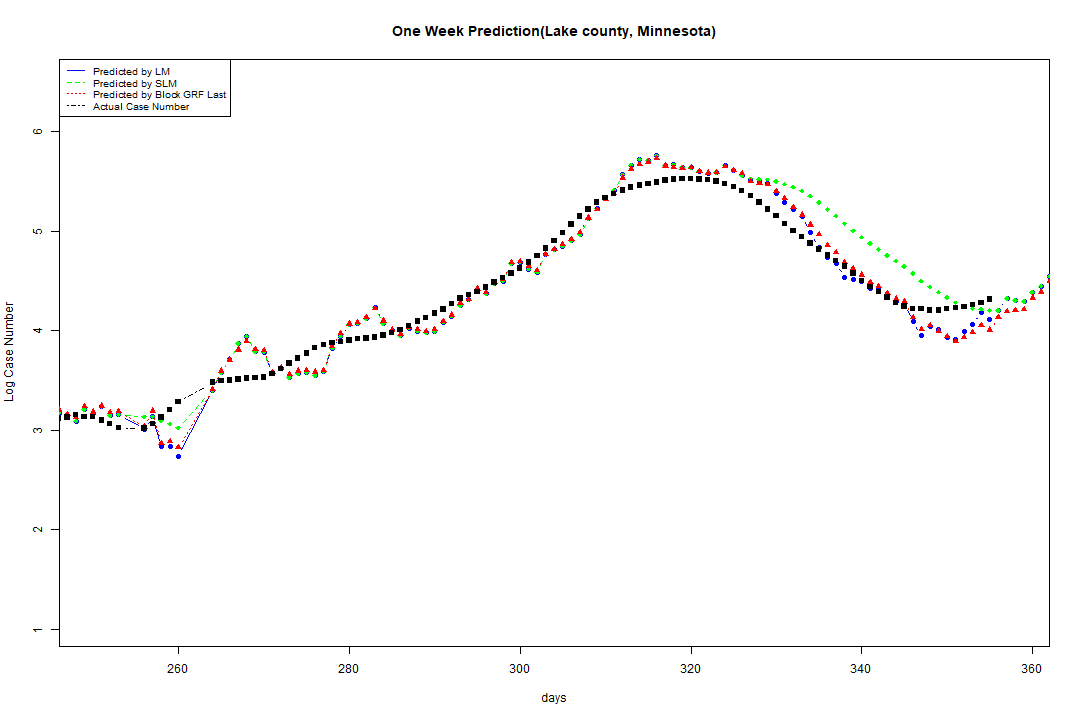 One Week Prediction(Lake county, Minnesota)
Predicted by LM
Predicted by SLM
Predicted by Block GRF Last
Actual Case Number
6
5
4
3
2
1
Log Case Number
260 280 300 320 340 360
days